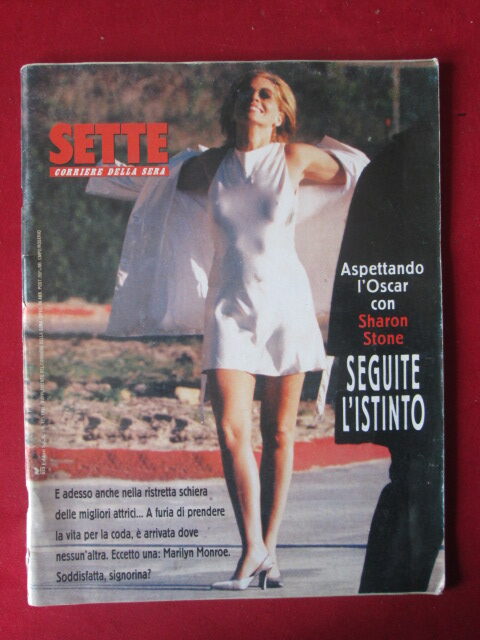 SETTE
CORRIERE DELLA SERA
Aspettando
l'Oscar
con
Sharon
Stone
SEGUITE
L'ISTINTO
E adesso anche nella ristretta schiera
delle migliori attrici... A furia di prendere
la vita per la coda, è arrivata dove
nessun'altra. Eccetto una: Marilyn Monroe.
Soddisfatta, signorina?